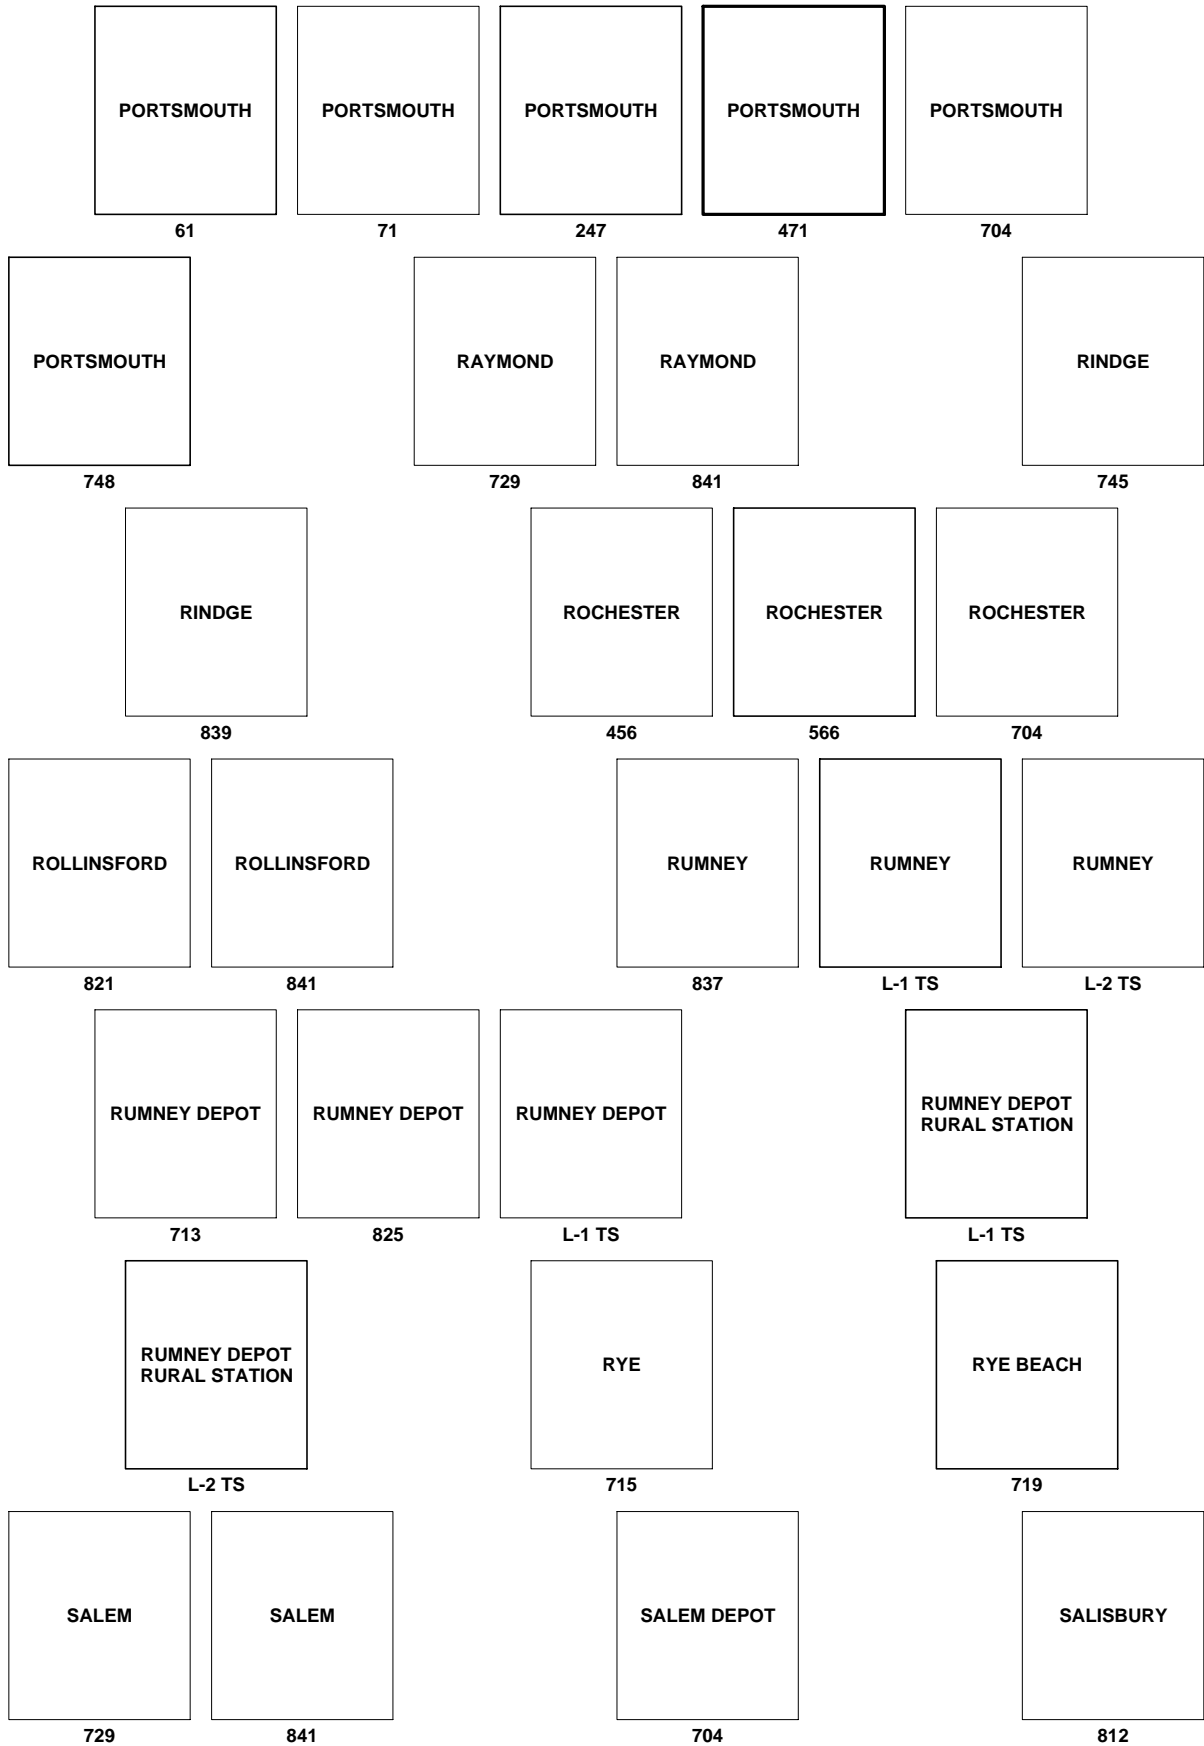 PORTSMOUTH PORTSMOUTH PORTSMOUTH PORTSMOUTH PORTSMOUTH
61 71 247 471 704
PORTSMOUTH RAYMOND RAYMOND RINDGE
748 729 841 745
RINDGE ROCHESTER ROCHESTER ROCHESTER
839 456 566 704
ROLLINSFORD ROLLINSFORD RUMNEY RUMNEY RUMNEY
821 841 837 L-1 TS L-2 TS
RUMNEY DEPOT RUMNEY DEPOT RUMNEY DEPOT RUMNEY DEPOT
RURAL STATION
713 825 L-1 TS L-1 TS
RUMNEY DEPOT
RURAL STATION RYE RYE BEACH
L-2 TS 715 719
SALEM SALEM SALEM DEPOT SALISBURY
729 841 704 812